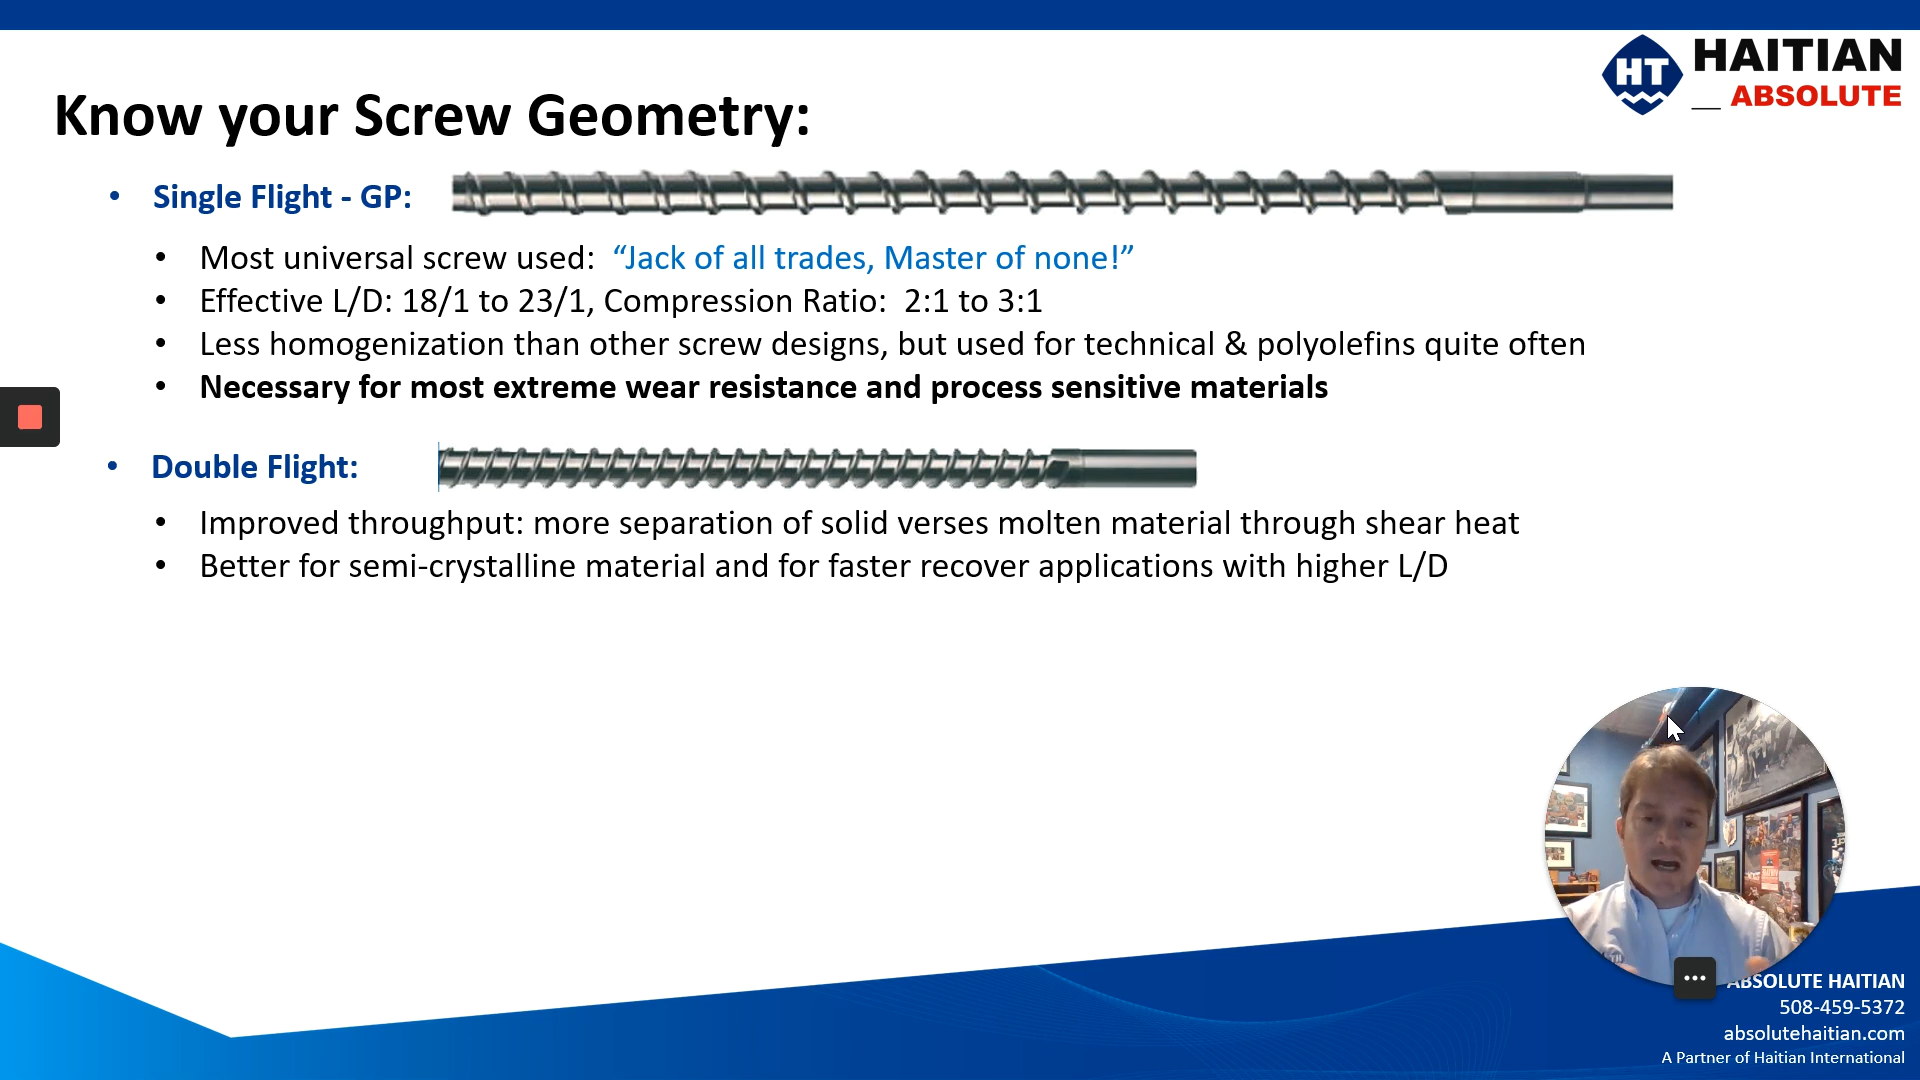 HT HAITIAN
ABSOLUTE
Know your Screw Geometry:
• Single Flight - GP:
• Most universal screw used: “Jack of all trades, Master of none!”
• Effective L/D: 18/1 to 23/1, Compression Ratio: 2:1 to 3:1
• Less homogenization than other screw designs, but used for technical & polyolefins quite often
• Necessary for most extreme wear resistance and process sensitive materials
• Double Flight:
• Improved throughput: more separation of solid verses molten material through shear heat
• Better for semi-crystalline material and for faster recover applications with higher L/D
ABSOLUTE HAITIAN
508-459-5372
absolutehaitian.com
A Partner of Haitian International